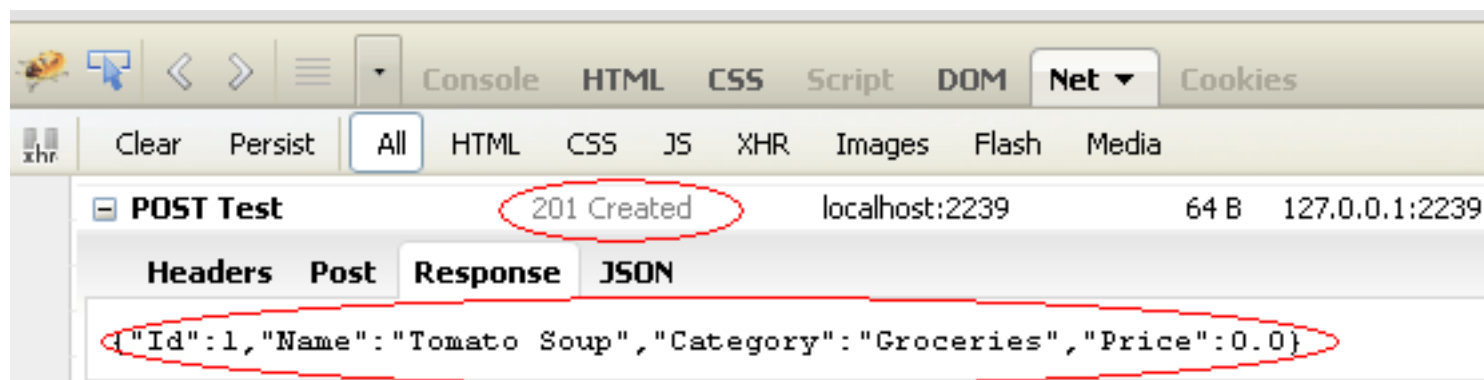 Console HTML CSS Script DOM Net Cookies
xhr Clear Persist All HTML CSS JS XHR Images Flash Media
POST Test 201 Created localhost:2239 64 B 127.0.0.1:2239
Headers Post Response JSON
{"Id":1,"Name":"Tomato Soup","Category":"Groceries","Price":0.0}